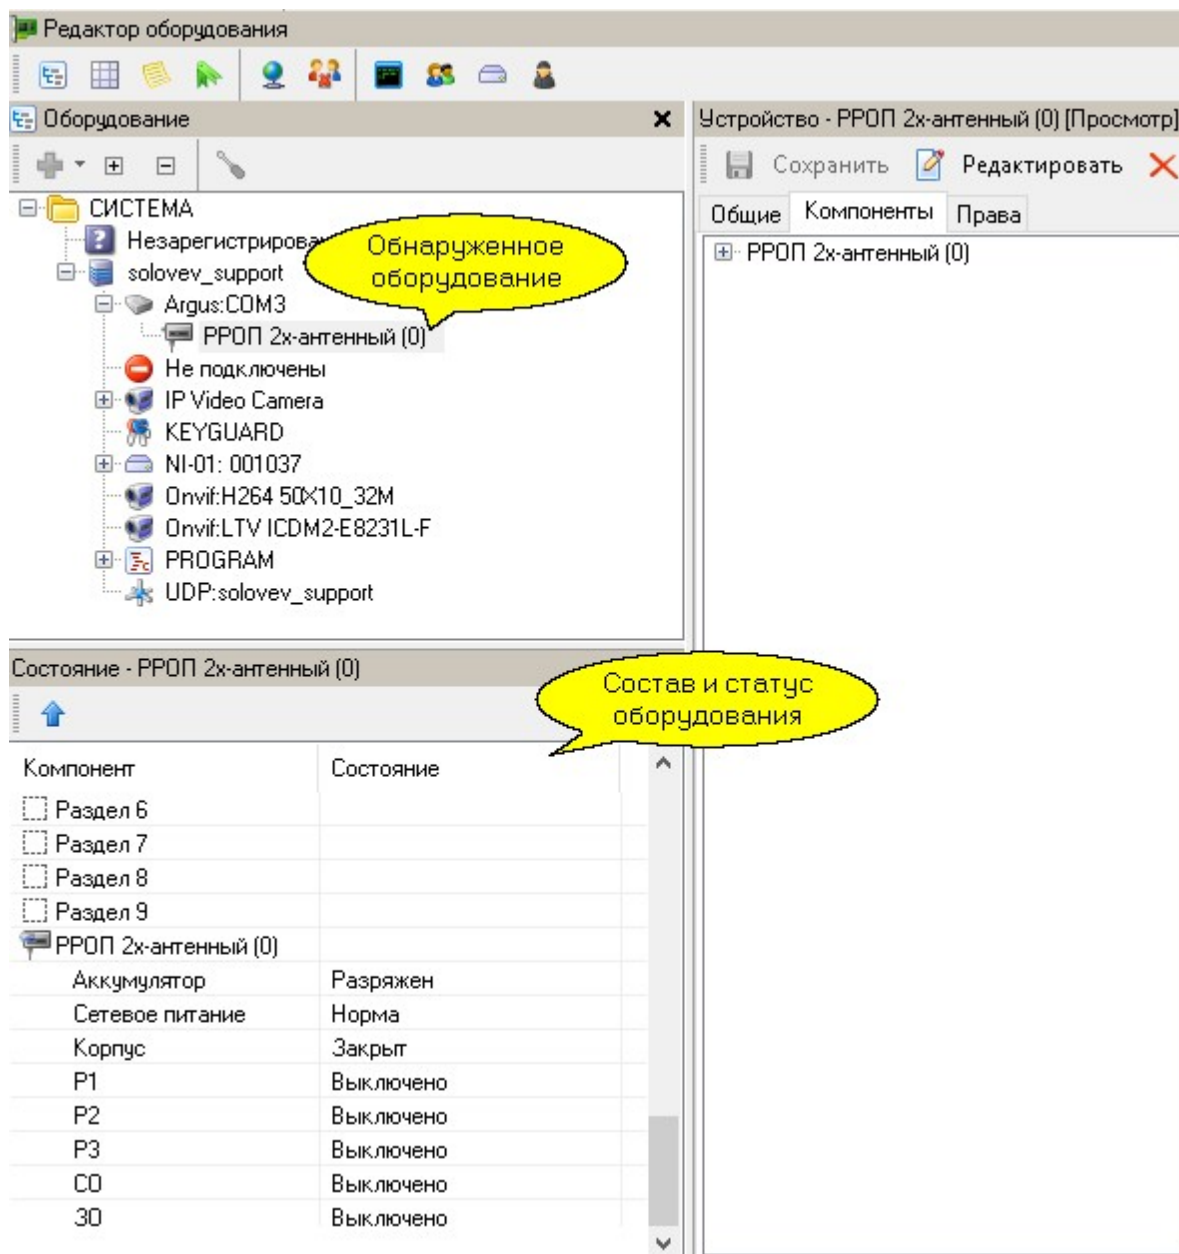 Редактор оборудования
Оборудование
СИСТЕМА
Незарегистрирова
Обнаруженное
оборудование
solovev_support
Argus:COM3
РРОП 2х-антенный (0)
Не подключены
IP Video Camera
KEYGUARD
NI-01: 001037
Onvif:H264 50X10_32M
Onvif:LTV ICDM2-E8231L-F
PROGRAM
UDP:solovev_support
Устройство - РРОП 2х-антенный (0) [Просмотр]
Сохранить Редактировать
Общие Компоненты Права
РРОП 2х-антенный (0)
Состояние - РРОП 2х-антенный (0)
Состав и статус
оборудования
Компонент Состояние
Раздел 6
Раздел 7
Раздел 8
Раздел 9
РРОП 2х-антенный (0)
Аккумулятор Разряжен
Сетевое питание Норма
Корпус Закрыт
Р1 Выключено
Р2 Выключено
Р3 Выключено
СО Выключено
ЗО Выключено